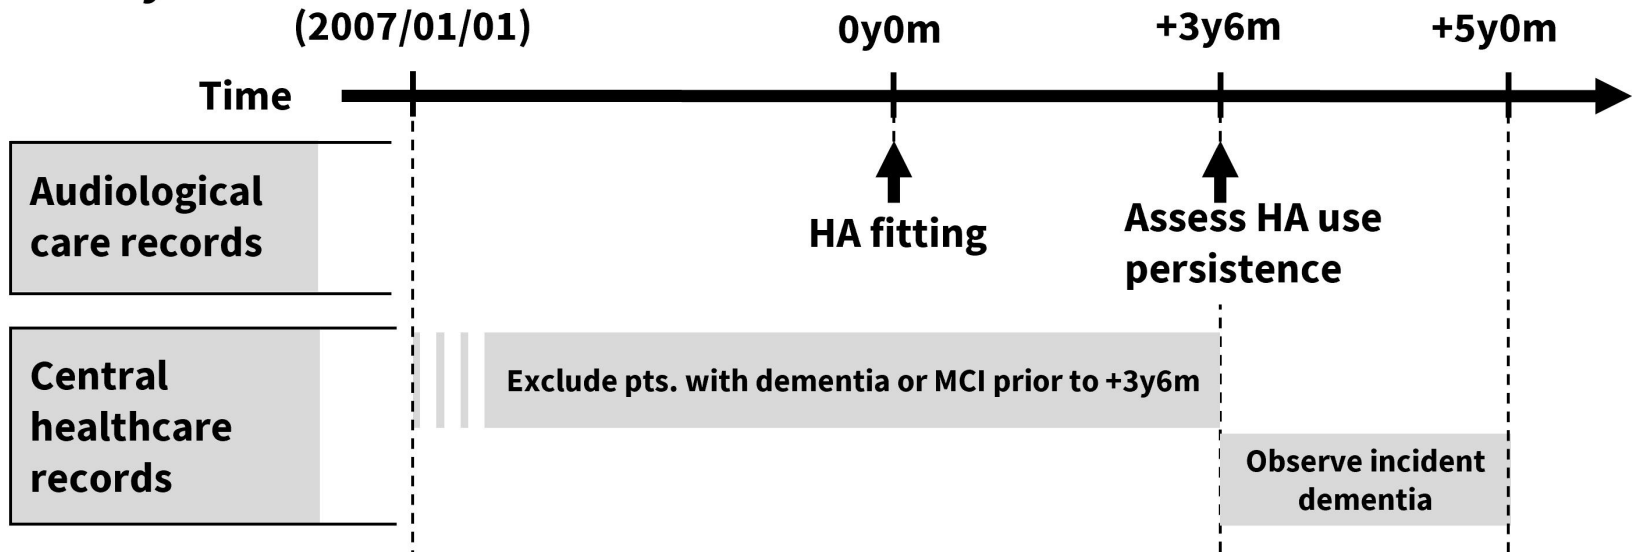 (2007/01/01)
0y0m
+3y6m
+5y0m
Time
Audiological
care records
HA fitting
Assess HA use
persistence
Central
healthcare
records
Exclude pts. with dementia or MCI prior to +3y6m
Observe incident
dementia